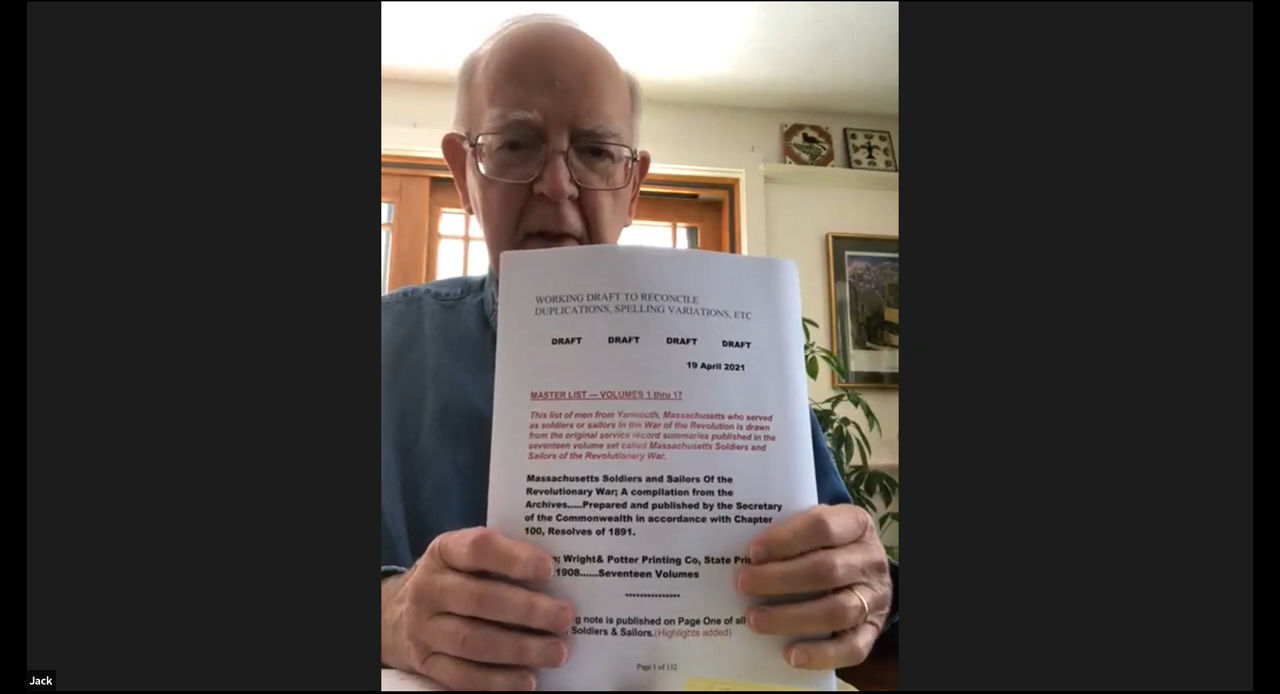 WORKING DRAFT TO RECONCILE
DUPLICATIONS, SPELLING VARIATIONS, ETC
DRAFT DRAFT DRAFT DRAFT
19 April 2021
MASTER LIST — VOLUMES 1 thru 17
This list of men from Yarmouth, Massachusetts who served
as soldiers or sailors in the War of the Revolution is drawn
from the original service record summaries published in the
seventeen volume set called Massachusetts Soldiers and
Sailors of the Revolutionary War.
Massachusetts Soldiers and Sailors Of the
Revolutionary War; A compilation from the
Archives.....Prepared and published by the Secretary
of the Commonwealth in accordance with Chapter
100, Resolves of 1891.
Wright& Potter Printing Co, State
1908......Seventeen Volumes
***************
note is published on Page One of all
Soldiers & Sailors.(Highlights added)
Page 1 of 132
Jack